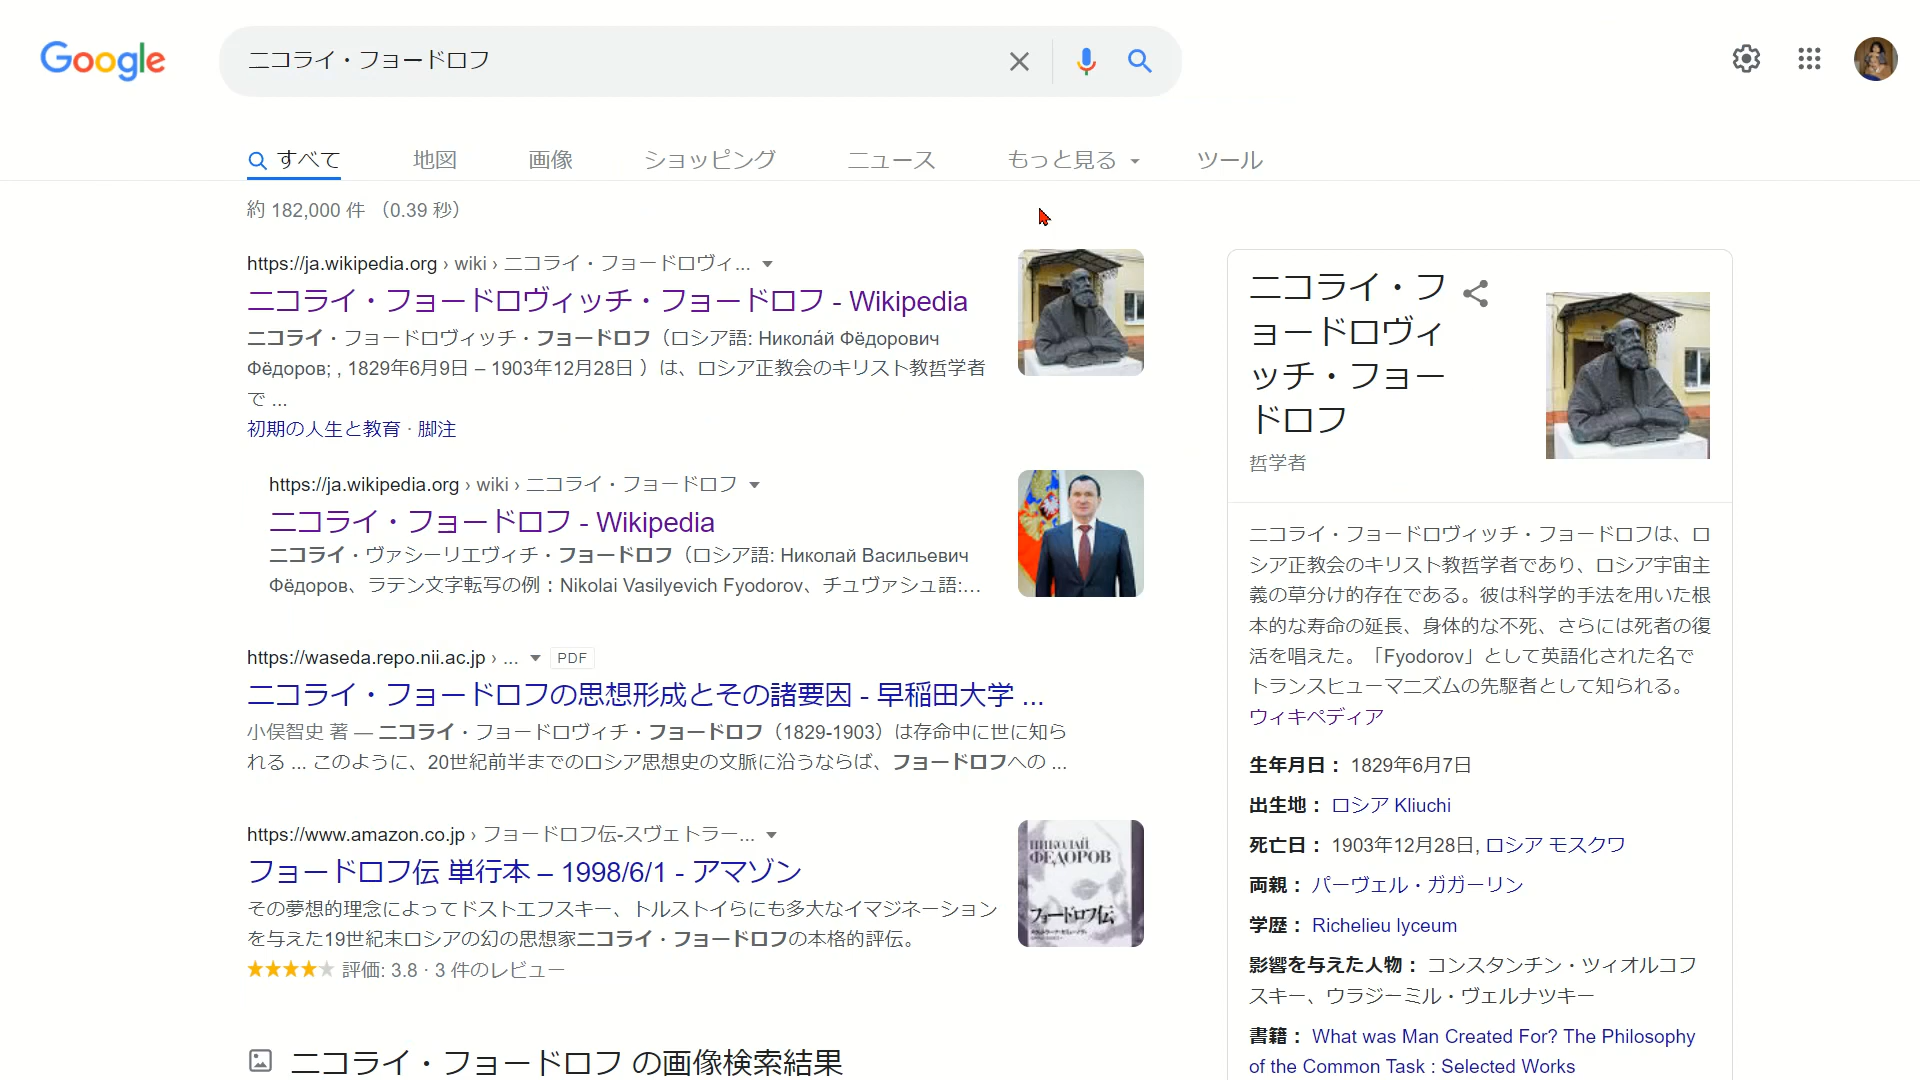 Google
ニコライ・フョードロフ
すべて
地図
画像
ショッピング
ニュース
もっと見る
ツール
約 182,000 件 （0.39 秒）
https://ja.wikipedia.org › wiki › ニコライ・フョードロヴィ...
ニコライ・フョードロヴィッチ・フョードロフ - Wikipedia
ニコライ・フョードロヴィッチ・フョードロフ（ロシア語: Никола́й Фёдорович
Фёдоров; , 1829年6月9日 – 1903年12月28日 ）は、ロシア正教会のキリスト教哲学者
で ...
初期の人生と教育 · 脚注
https://ja.wikipedia.org › wiki › ニコライ・フョードロフ
ニコライ・フョードロフ - Wikipedia
ニコライ・ヴァシーリエヴィチ・フョードロフ（ロシア語: Николай Васильевич
Фёдоров、ラテン文字転写の例：Nikolai Vasilyevich Fyodorov、チュヴァシュ語:...
https://waseda.repo.nii.ac.jp › ...
PDF
ニコライ・フョードロフの思想形成とその諸要因 - 早稲田大学 ...
小俣智史 著 — ニコライ・フョードロヴィチ・フョードロフ（1829-1903）は存命中に世に知ら
れる ... このように、20世紀前半までのロシア思想史の文脈に沿うならば、フョードロフへの ...
https://www.amazon.co.jp › フョードロフ伝-スヴェトラー...
フョードロフ伝 単行本 – 1998/6/1 - アマゾン
その夢想的理念によってドストエフスキー、トルストイらにも多大なイマジネーション
を与えた19世紀末ロシアの幻の思想家ニコライ・フョードロフの本格的評伝。
評価: 3.8 · 3 件のレビュー
НИКОЛАЙ
ФЕДОРОВ
フョードロフ伝
ニコライ・フョードロフ の画像検索結果
ニコライ・フ
ョードロヴィ
ッチ・フョー
ドロフ
哲学者
ニコライ・フョードロヴィッチ・フョードロフは、ロ
シア正教会のキリスト教哲学者であり、ロシア宇宙主
義の草分け的存在である。彼は科学的手法を用いた根
本的な寿命の延長、身体的な不死、さらには死者の復
活を唱えた。「Fyodorov」として英語化された名で
トランスヒューマニズムの先駆者として知られる。
ウィキペディア
生年月日： 1829年6月7日
出生地： ロシア Kliuchi
死亡日： 1903年12月28日, ロシア モスクワ
両親： パーヴェル・ガガーリン
学歴： Richelieu lyceum
影響を与えた人物： コンスタンチン・ツィオルコフ
スキー、ウラジーミル・ヴェルナツキー
書籍： What was Man Created For? The Philosophy
of the Common Task : Selected Works